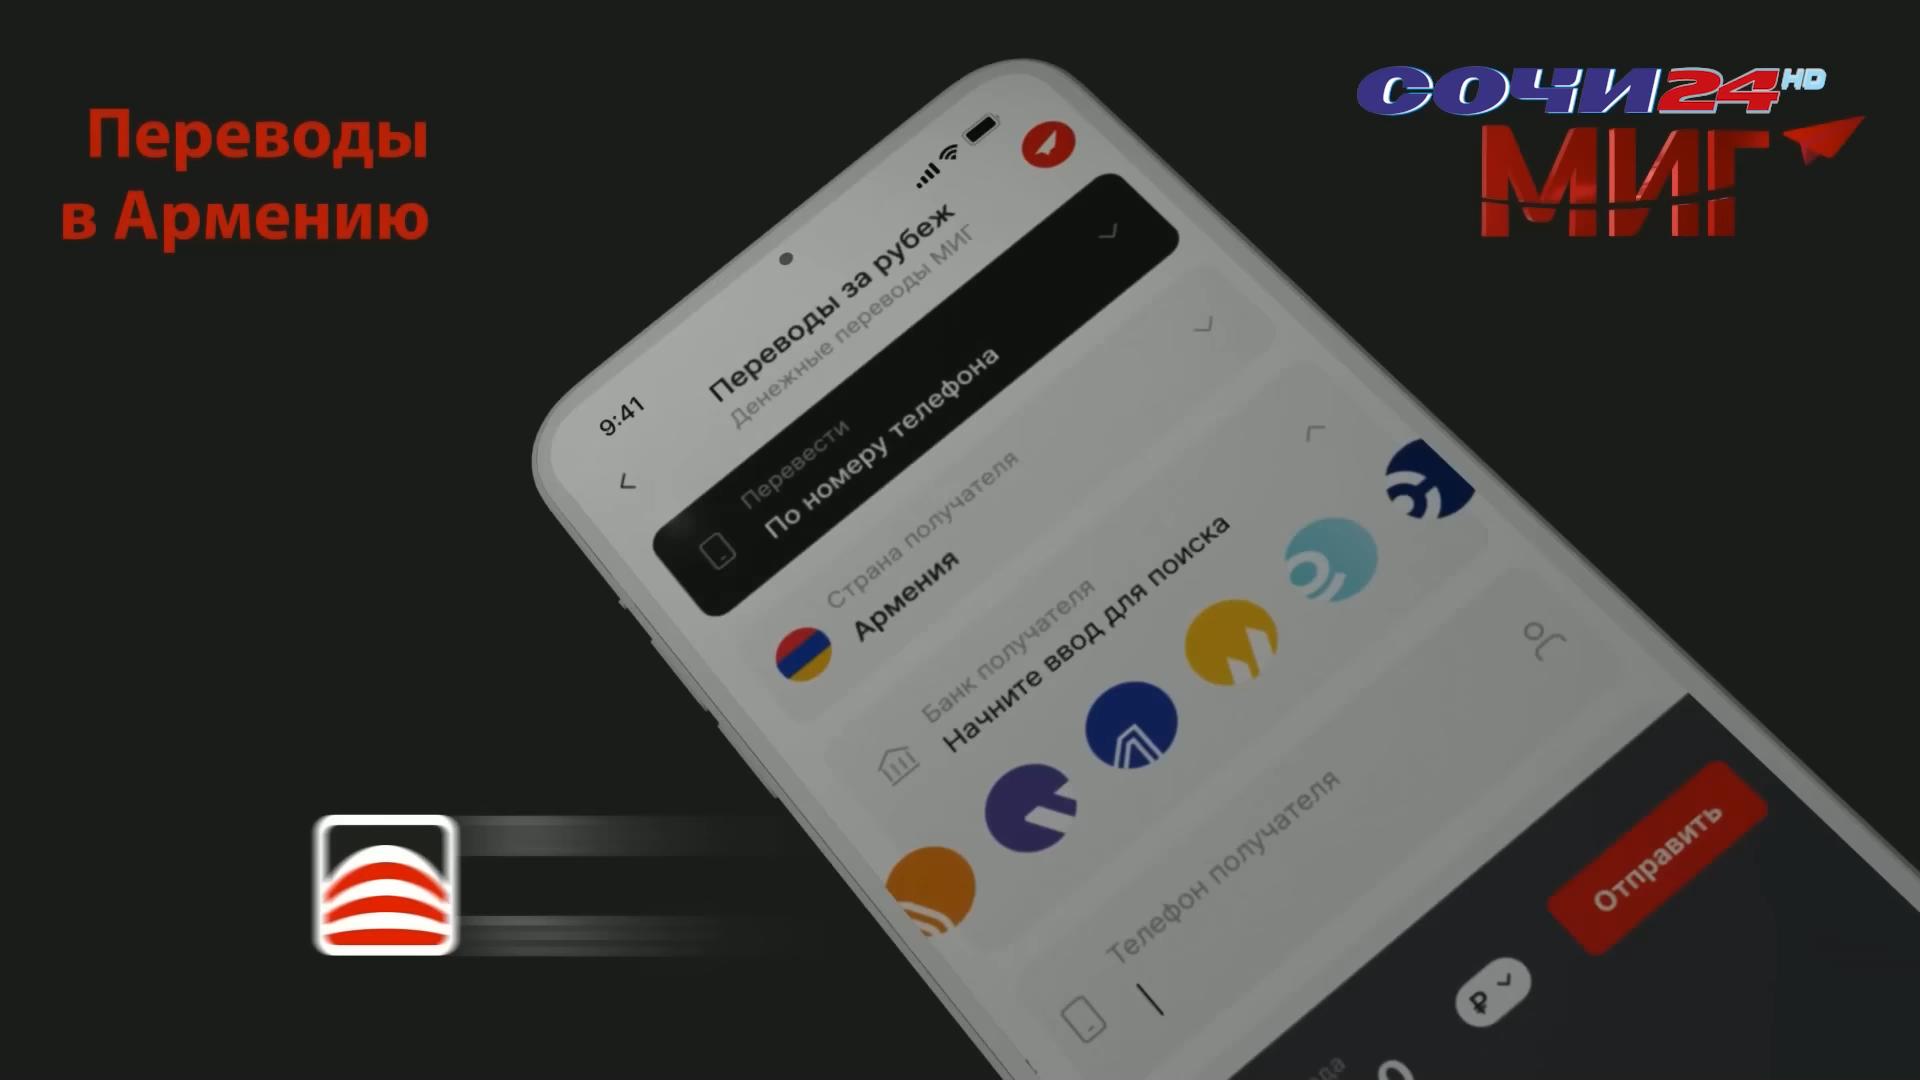 Переводы
в Армению
СОЧИ24 HD
МИГ
9:41
Переводы за рубеж
Денежные переводы МИГ
Перевести
По номеру телефона
Страна получателя
Армения
Банк получателя
Начните ввод для поиска
Телефон получателя
Отправить
₽